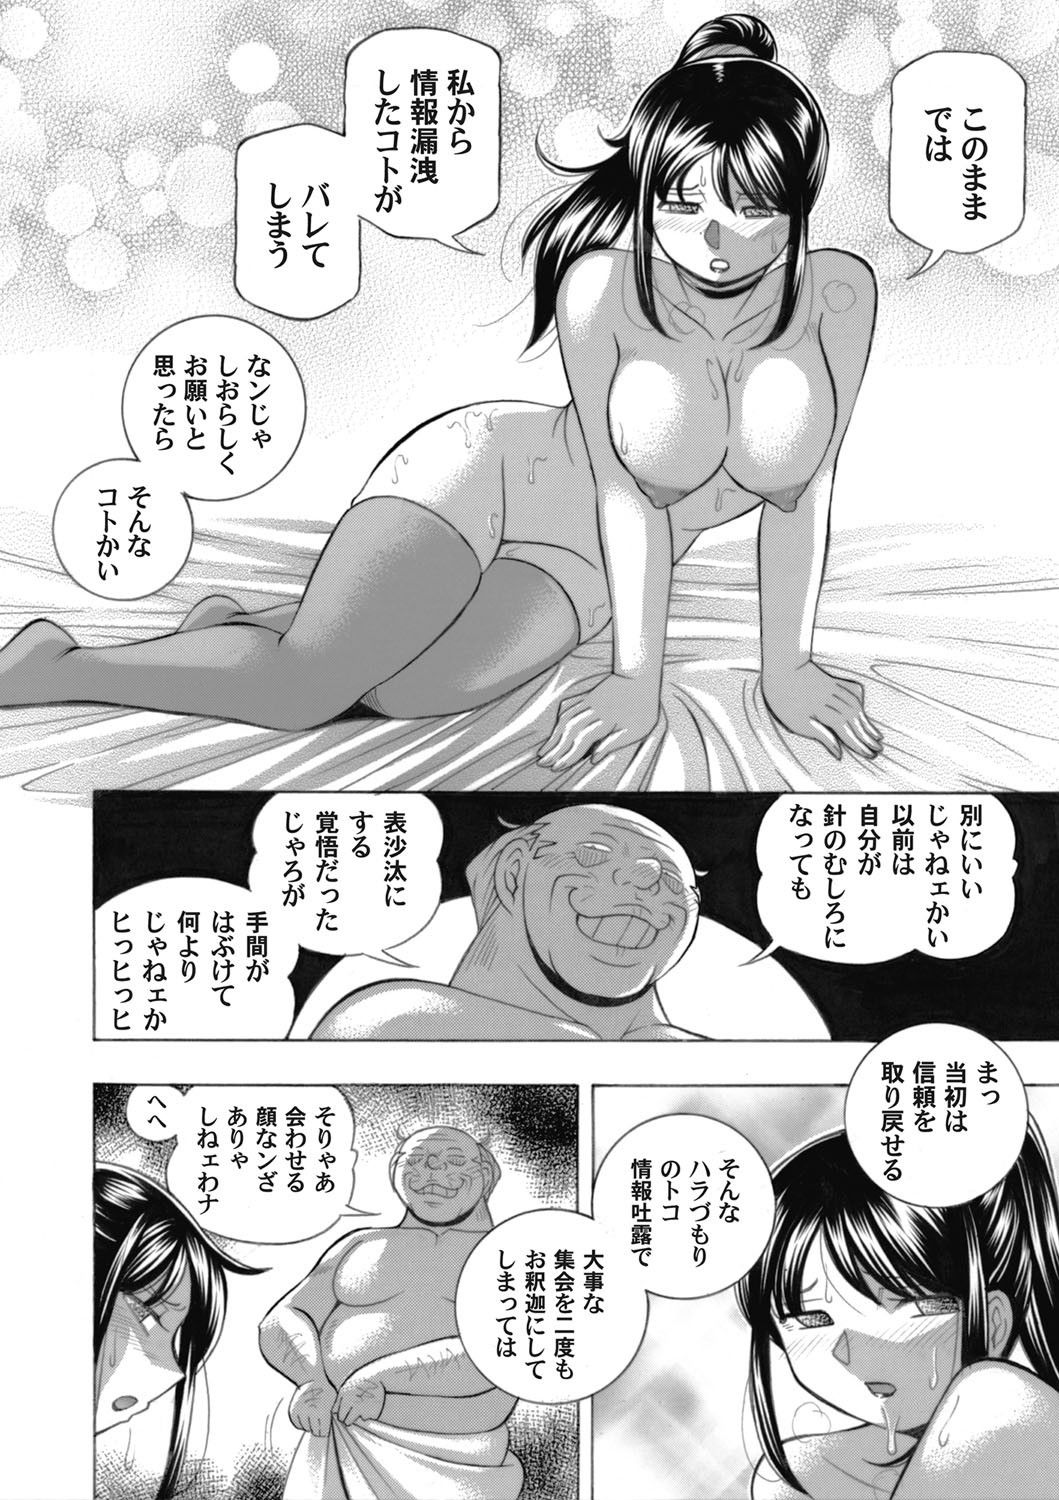 このまま
では
私から
情報漏洩
したコトが
バレて
しまう
なンじゃ
しおらしく
お願いと
思ったら
そんな
コトかい
別にいい
じゃねェかい
以前は
自分が
針のむしろに
なっても
表沙汰に
する
覚悟だった
じゃろが
手間が
はぶけて
何より
じゃねェか
ヒっヒっヒ
まっ
当初は
信頼を
取り戻せる
そんな
ハラづもり
のトコ
情報吐露で
大事な
集会を二度も
お釈迦にして
しまっては
そりゃあ
会わせる
顔なンざ
ありゃ
しねェわナ
へへ